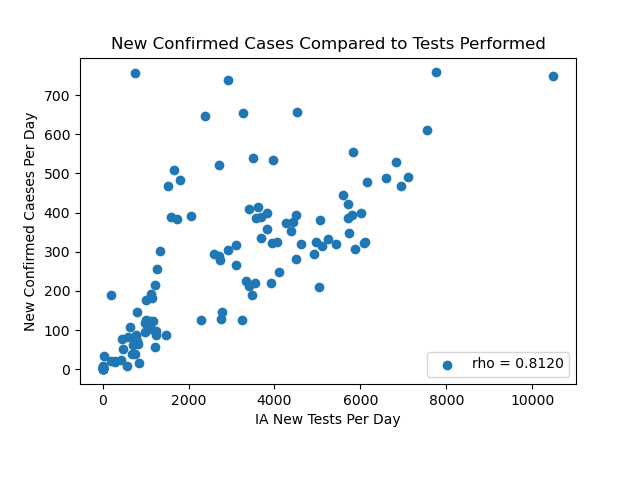 New Confirmed Cases Compared to Tests Performed
New Confirmed Caeses Per Day
700
600
500
400
300
200
100
0
rho = 0.8120
0 2000 4000 6000 8000 10000
IA New Tests Per Day